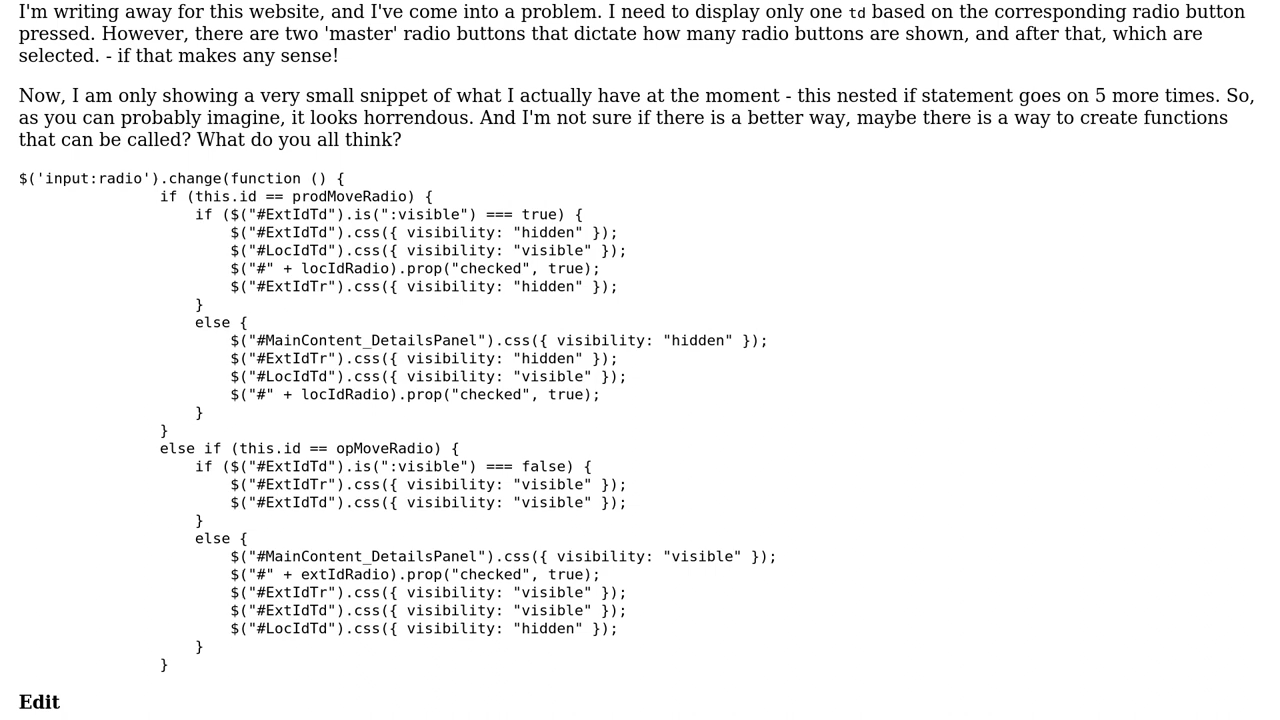 I'm writing away for this website, and I've come into a problem. I need to display only one td based on the corresponding radio button
pressed. However, there are two 'master' radio buttons that dictate how many radio buttons are shown, and after that, which are
selected. - if that makes any sense!
Now, I am only showing a very small snippet of what I actually have at the moment - this nested if statement goes on 5 more times. So,
as you can probably imagine, it looks horrendous. And I'm not sure if there is a better way, maybe there is a way to create functions
that can be called? What do you all think?
$('input:radio').change(function () {
                if (this.id == prodMoveRadio) {
                    if ($("#ExtIdTd").is(":visible") === true) {
                        $("#ExtIdTd").css({ visibility: "hidden" });
                        $("#LocIdTd").css({ visibility: "visible" });
                        $("#" + locIdRadio).prop("checked", true);
                        $("#ExtIdTr").css({ visibility: "hidden" });
                    }
                    else {
                        $("#MainContent_DetailsPanel").css({ visibility: "hidden" });
                        $("#ExtIdTr").css({ visibility: "hidden" });
                        $("#LocIdTd").css({ visibility: "visible" });
                        $("#" + locIdRadio).prop("checked", true);
                    }
                }
                else if (this.id == opMoveRadio) {
                    if ($("#ExtIdTd").is(":visible") === false) {
                        $("#ExtIdTr").css({ visibility: "visible" });
                        $("#ExtIdTd").css({ visibility: "visible" });
                    }
                    else {
                        $("#MainContent_DetailsPanel").css({ visibility: "visible" });
                        $("#" + extIdRadio).prop("checked", true);
                        $("#ExtIdTr").css({ visibility: "visible" });
                        $("#ExtIdTd").css({ visibility: "visible" });
                        $("#LocIdTd").css({ visibility: "hidden" });
                    }
                }
Edit